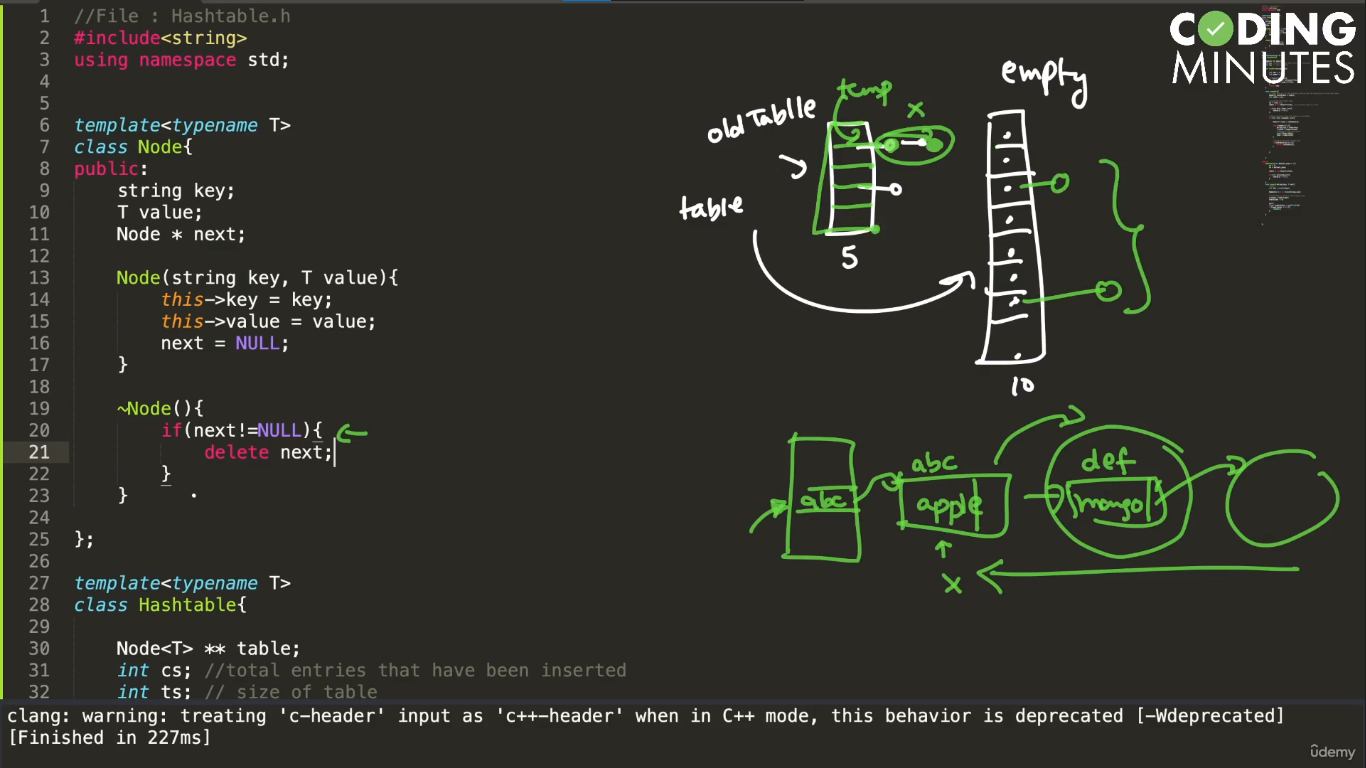 1 //File : Hashtable.h
2 #include<string>
3 using namespace std;
4
5
6 template<typename T>
7 class Node{
8 public:
9 string key;
10 T value;
11 Node * next;
12
13 Node(string key, T value){
14 this->key = key;
15 this->value = value;
16 next = NULL;
17 }
18
19 ~Node(){
20 if(next!=NULL){
21 delete next;
22 }
23 }
24
25 };
26
27 template<typename T>
28 class Hashtable{
29
30 Node<T> ** table;
31 int cs; //total entries that have been inserted
32 int ts; // size of table
CODING
MINUTES
empty
temp
x
oldTablle
table
5
10
abc
def
abc
apple
mango
x
clang: warning: treating 'c-header' input as 'c++-header' when in C++ mode, this behavior is deprecated [-Wdeprecated]
[Finished in 227ms]
ûdemy